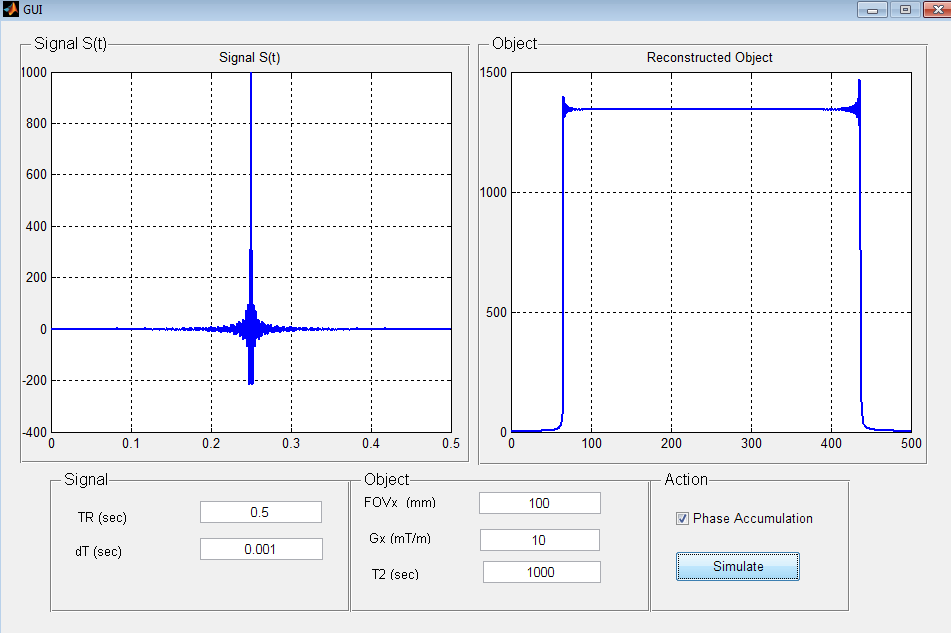 GUI
Signal S(t)
Signal S(t)
1000
800
600
400
200
0
-200
-400
0 0.1 0.2 0.3 0.4 0.5
Object
Reconstructed Object
1500
1000
500
0
0 100 200 300 400 500
Signal
TR (sec) 0.5
dT (sec) 0.001
Object
FOVx (mm) 100
Gx (mT/m) 10
T2 (sec) 1000
Action
Phase Accumulation
Simulate